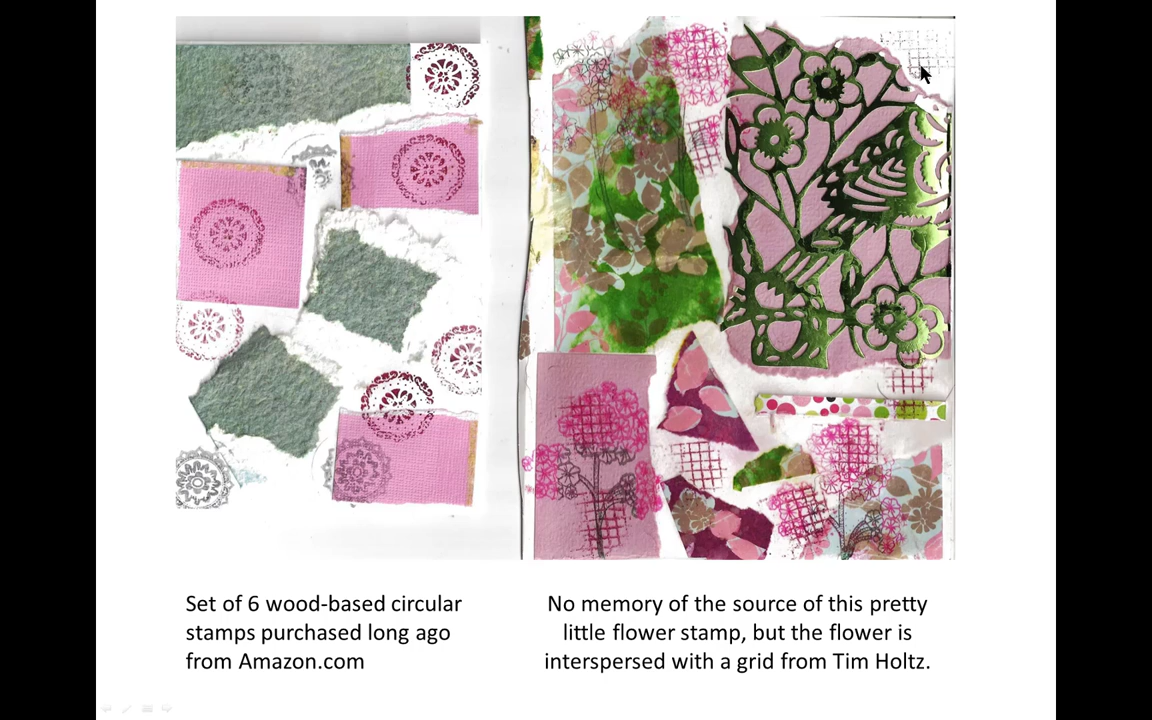 Set of 6 wood-based circular
stamps purchased long ago
from Amazon.com
No memory of the source of this pretty
little flower stamp, but the flower is
interspersed with a grid from Tim Holtz.